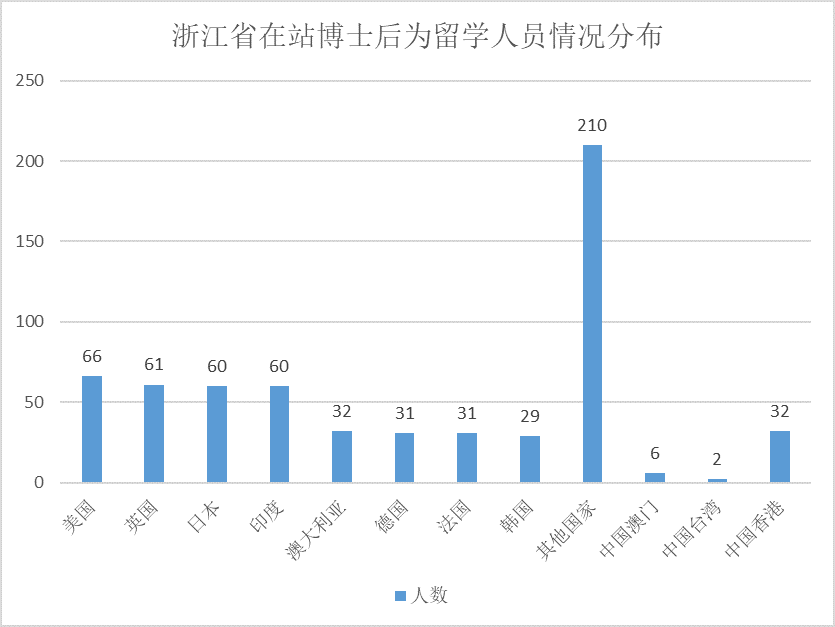 浙江省在站博士后为留学人员情况分布
250
200
150
100
50
0
66
61
60
60
32
31
31
29
210
6
2
32
美国
英国
日本
印度
澳大利亚
德国
法国
韩国
其他国家
中国澳门
中国台湾
中国香港
人数